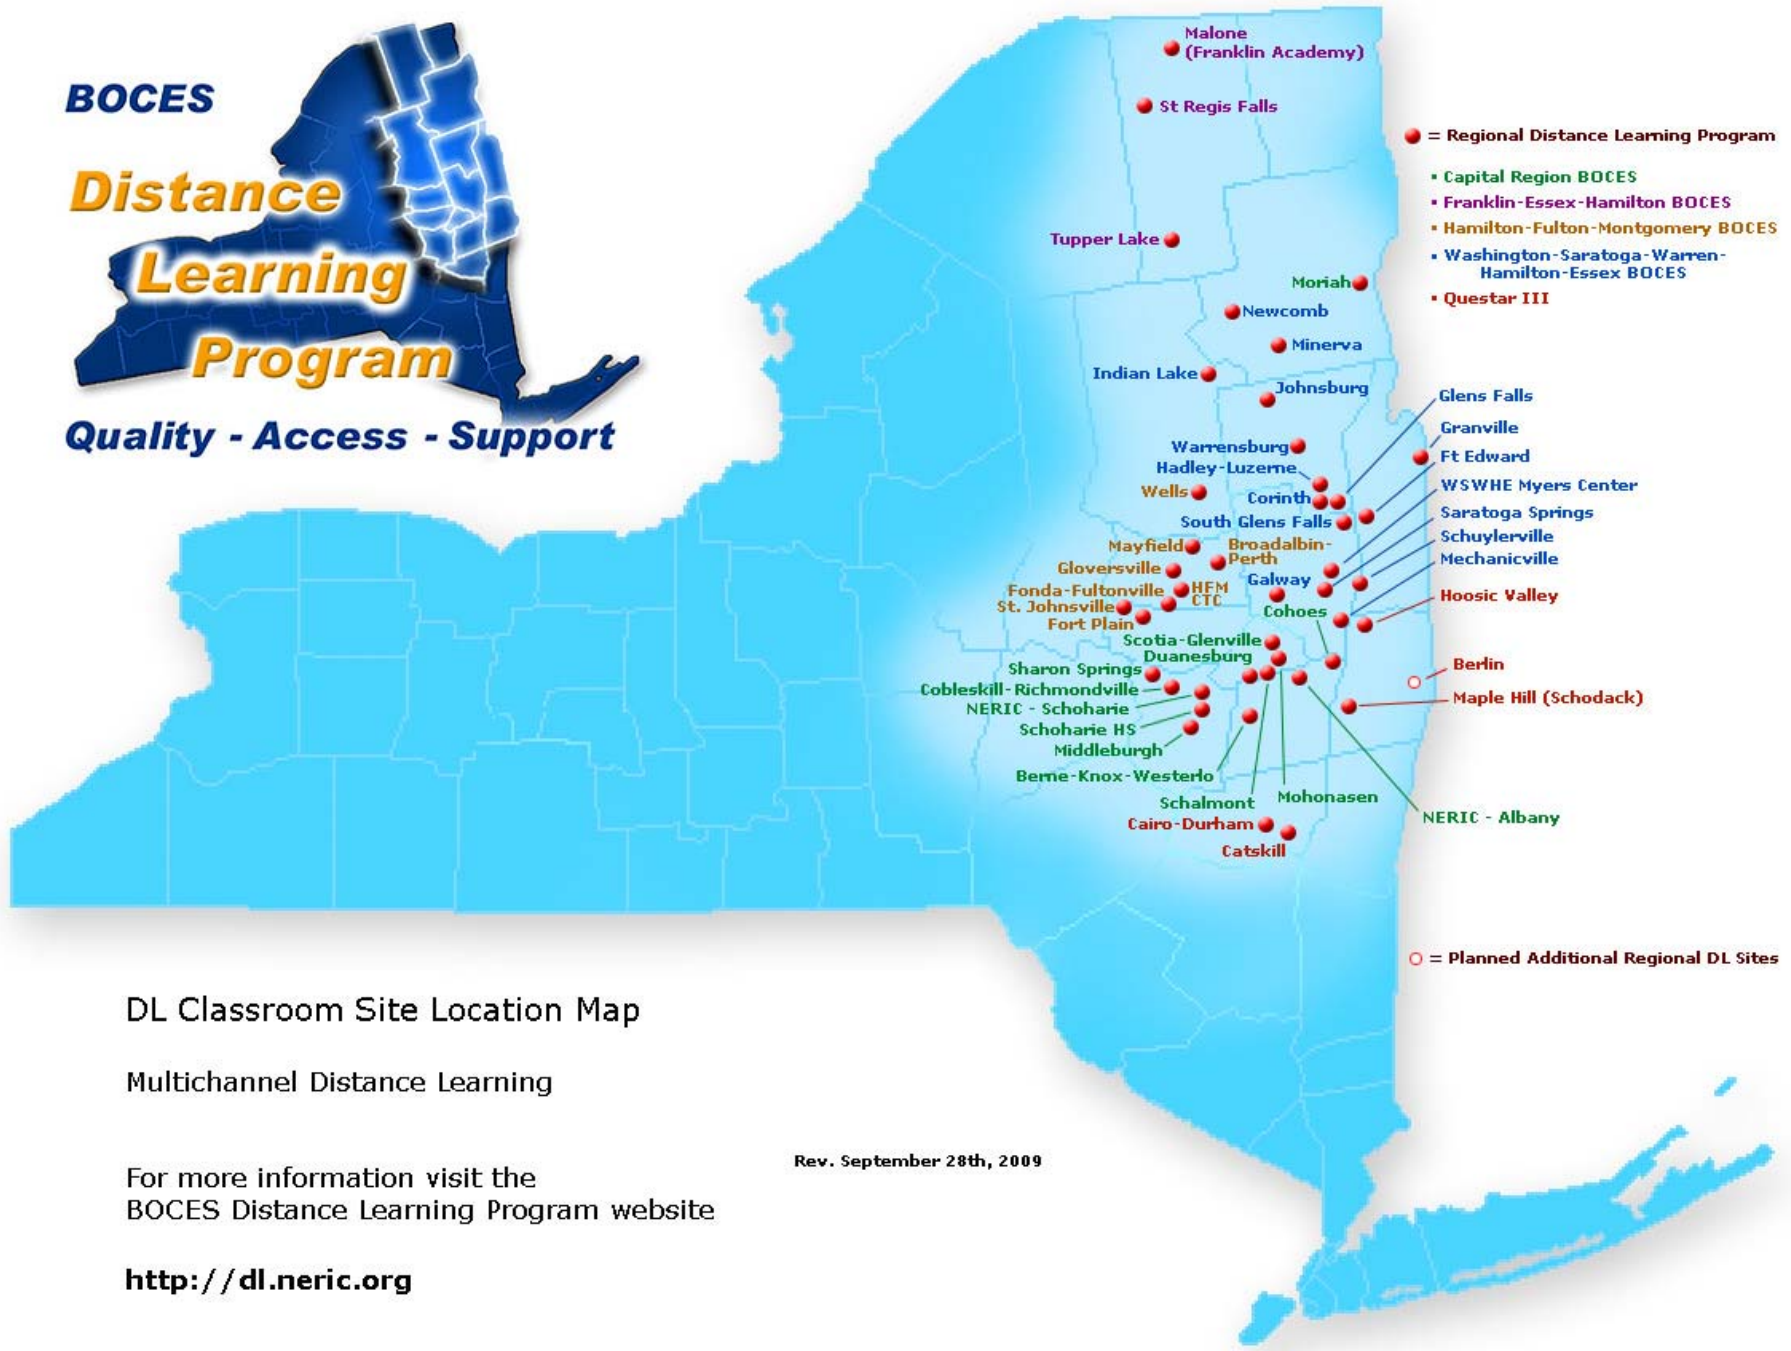 BOCES
Distance
Learning
Program
Quality - Access - Support
Malone
(Franklin Academy)
St Regis Falls
Tupper Lake
Moriah
Newcomb
Minerva
Indian Lake
Johnsburg
Warrensburg
Hadley-Luzerne
Wells
Corinth
South Glens Falls
Mayfield
Broadalbin-
Perth
Gloversville
Galway
Fonda-Fultonville
HFM
CTC
St. Johnsville
Cohoes
Fort Plain
Scotia-Glenville
Duanesburg
Sharon Springs
Cobleskill-Richmondville
NERIC - Schoharie
Schoharie HS
Middleburgh
Berne-Knox-Westerlo
Schalmont
Mohonasen
Cairo-Durham
Catskill
= Regional Distance Learning Program
▪ Capital Region BOCES
▪ Franklin-Essex-Hamilton BOCES
▪ Hamilton-Fulton-Montgomery BOCES
▪ Washington-Saratoga-Warren-
Hamilton-Essex BOCES
▪ Questar III
Glens Falls
Granville
Ft Edward
WSWHE Myers Center
Saratoga Springs
Schuylerville
Mechanicville
Hoosic Valley
Berlin
Maple Hill (Schodack)
NERIC - Albany
= Planned Additional Regional DL Sites
DL Classroom Site Location Map
Multichannel Distance Learning
Rev. September 28th, 2009
For more information visit the
BOCES Distance Learning Program website
http://dl.neric.org